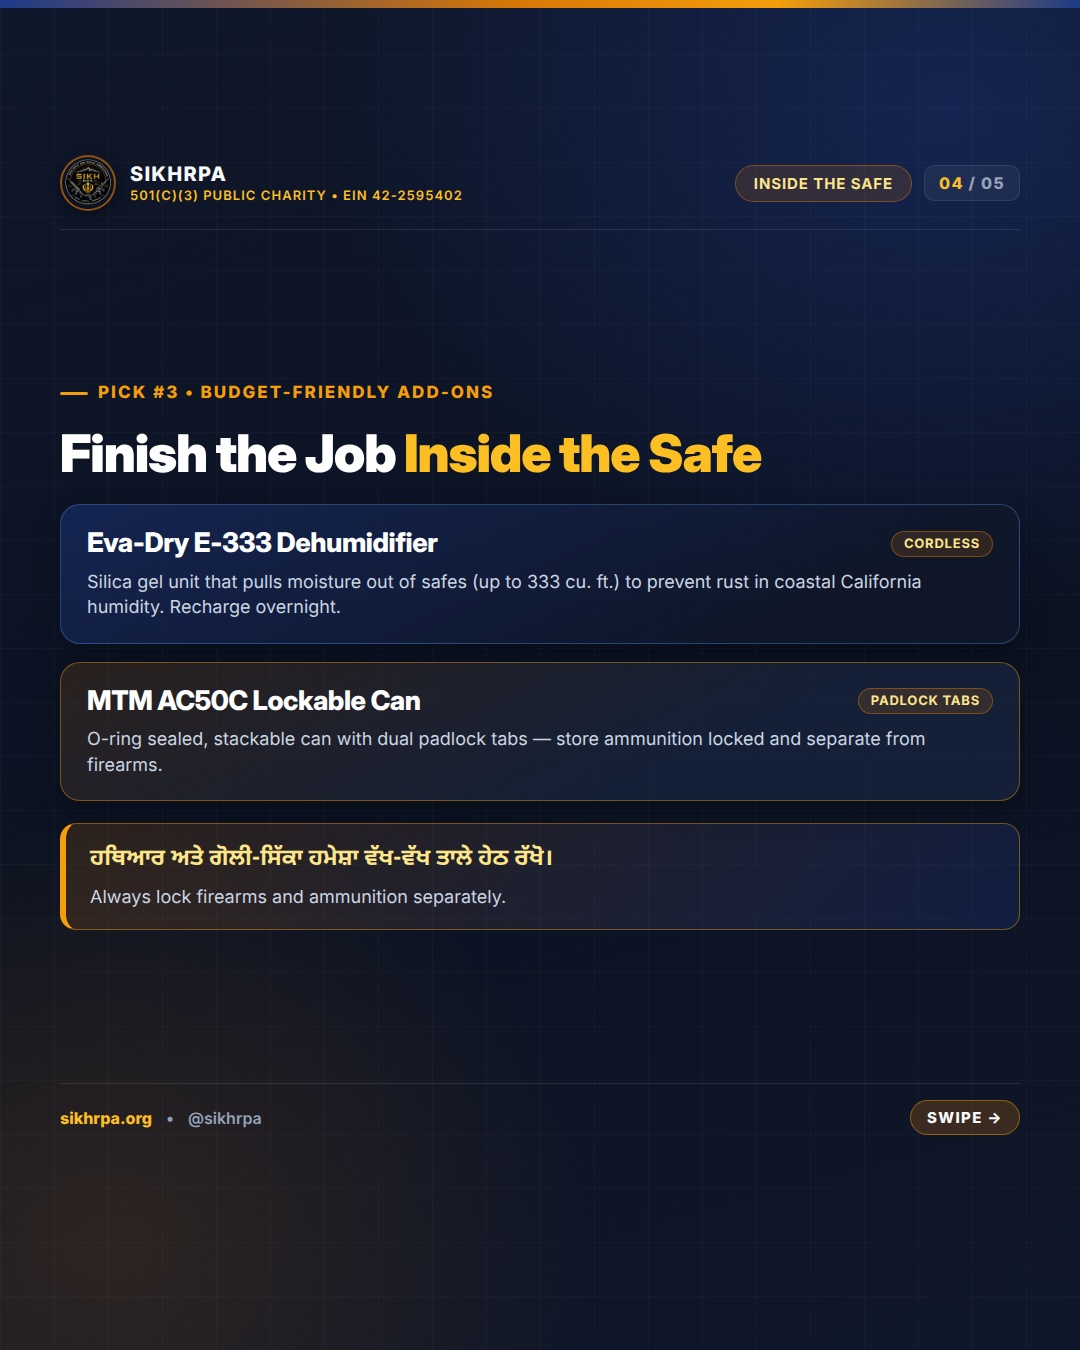 SIKH
SIKHRPA
501(C)(3) PUBLIC CHARITY • EIN 42-2595402
INSIDE THE SAFE
04 / 05
PICK #3 • BUDGET-FRIENDLY ADD-ONS
Finish the Job Inside the Safe
Eva-Dry E-333 Dehumidifier
CORDLESS
Silica gel unit that pulls moisture out of safes (up to 333 cu. ft.) to prevent rust in coastal California
humidity. Recharge overnight.
MTM AC50C Lockable Can
PADLOCK TABS
O-ring sealed, stackable can with dual padlock tabs — store ammunition locked and separate from
firearms.
ਹਥਿਆਰ ਅਤੇ ਗੋਲੀ-ਸਿੱਕਾ ਹਮੇਸ਼ਾ ਵੱਖ-ਵੱਖ ਤਾਲੇ ਹੇਠ ਰੱਖੋ।
Always lock firearms and ammunition separately.
sikhrpa.org • @sikhrpa
SWIPE →